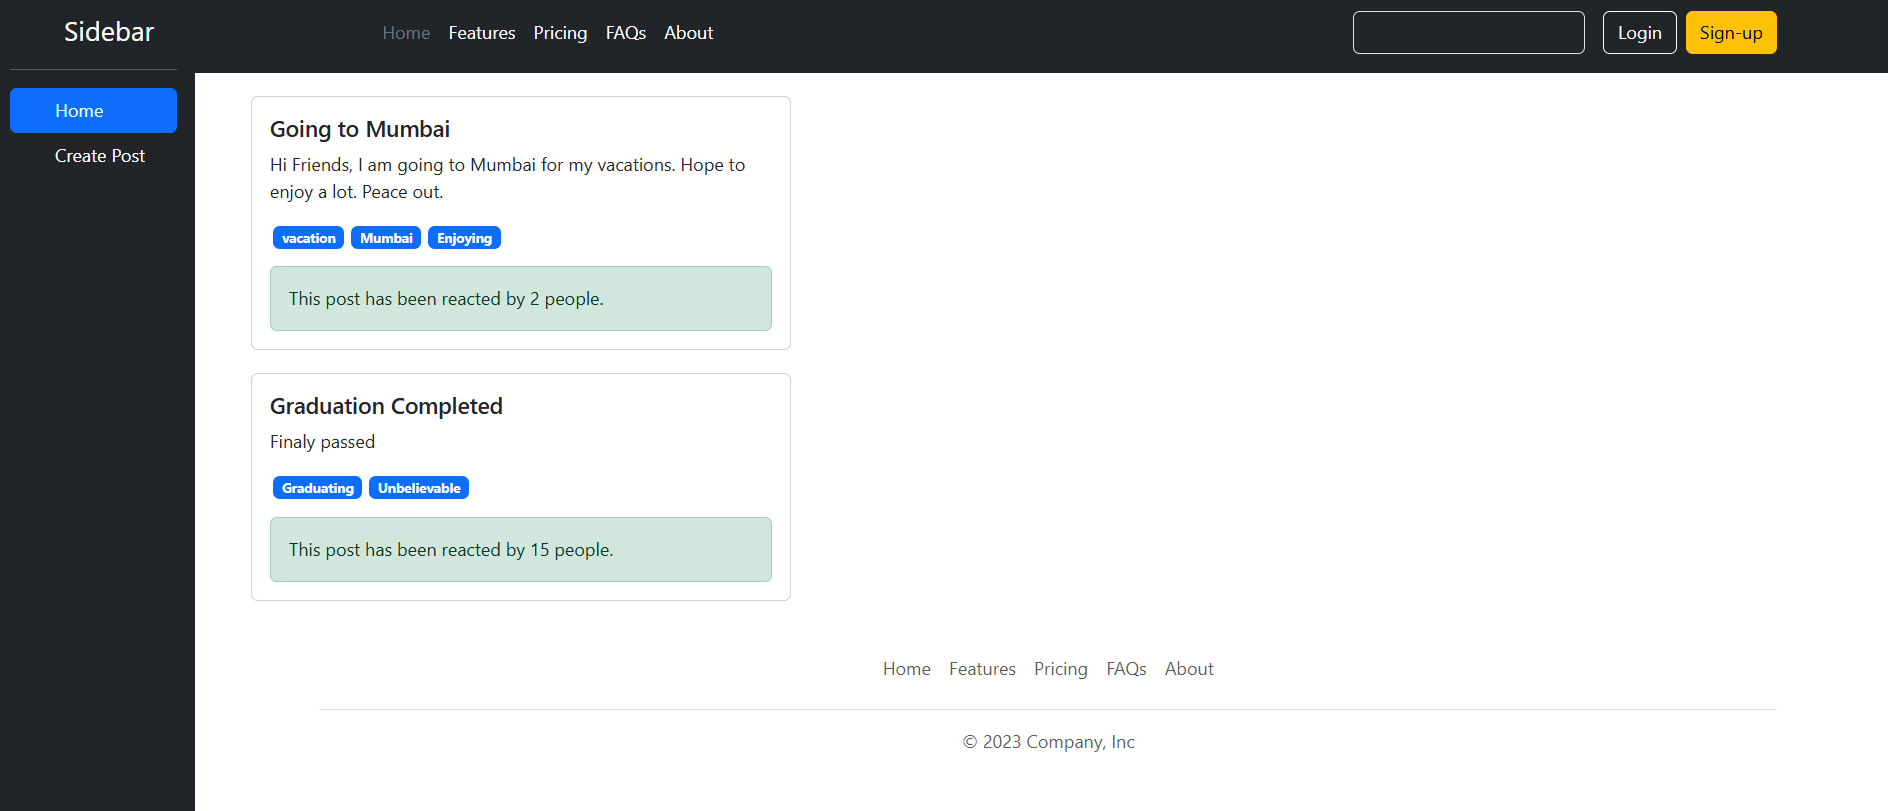 Sidebar
Home
Create Post
Home Features Pricing FAQs About
Login Sign-up
Going to Mumbai
Hi Friends, I am going to Mumbai for my vacations. Hope to
enjoy a lot. Peace out.
vacation Mumbai Enjoying
This post has been reacted by 2 people.
Graduation Completed
Finaly passed
Graduating Unbelievable
This post has been reacted by 15 people.
Home Features Pricing FAQs About
© 2023 Company, Inc